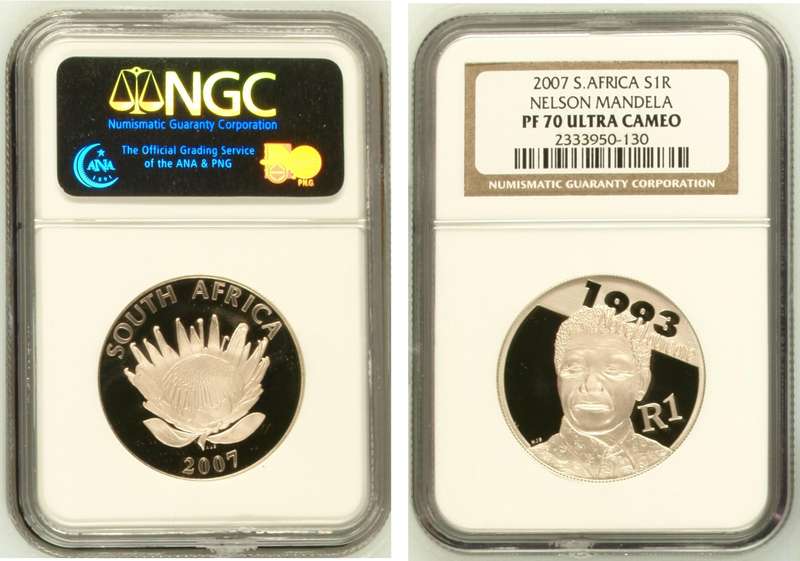 NGC
Numismatic Guaranty Corporation
The Official Grading Service
of the ANA & PNG
ANA
1891
P.N.G.
SOUTH AFRICA
2007
2007 S.AFRICA S1R
NELSON MANDELA
PF 70 ULTRA CAMEO
2333950-130
NUMISMATIC GUARANTY CORPORATION
1993
R1